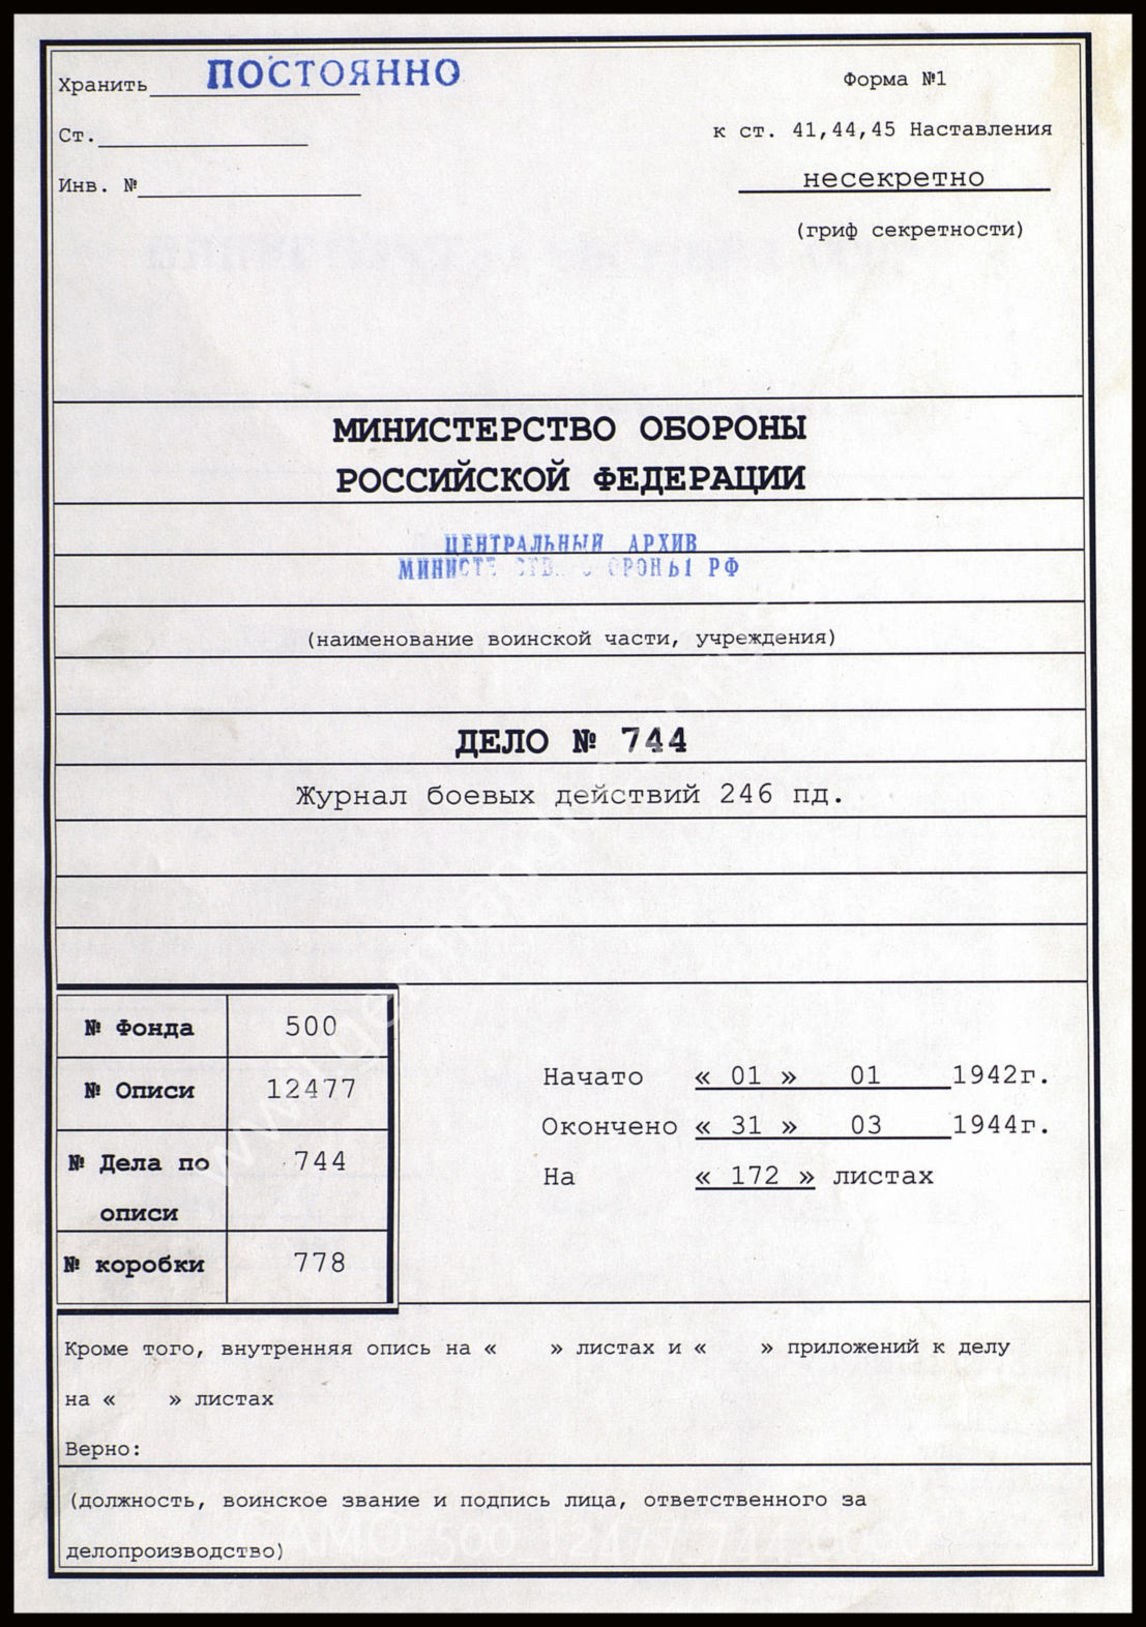 Хранить ПОСТОЯННО
Форма №1
Ст.
к ст. 41,44,45 Наставления
Инв. №
несекретно
(гриф секретности)
МИНИСТЕРСТВО ОБОРОНЫ
РОССИЙСКОЙ ФЕДЕРАЦИИ
ЦЕНТРАЛЬНЫЙ АРХИВ
РФ
(наименование воинской части, учреждения)
ДЕЛО № 744
Журнал боевых действий 246 пд.
№ Фонда 500
№ Описи 12477
№ Дела по 744
описи
№ коробки 778
Начато « 01 » 01 1942г.
Окончено « 31 » 03 1944г.
На « 172 » листах
Кроме того, внутренняя опись на « » листах и « » приложений к делу
на « » листах
Верно:
(должность, воинское звание и подпись лица, ответственного за
делопроизводство)